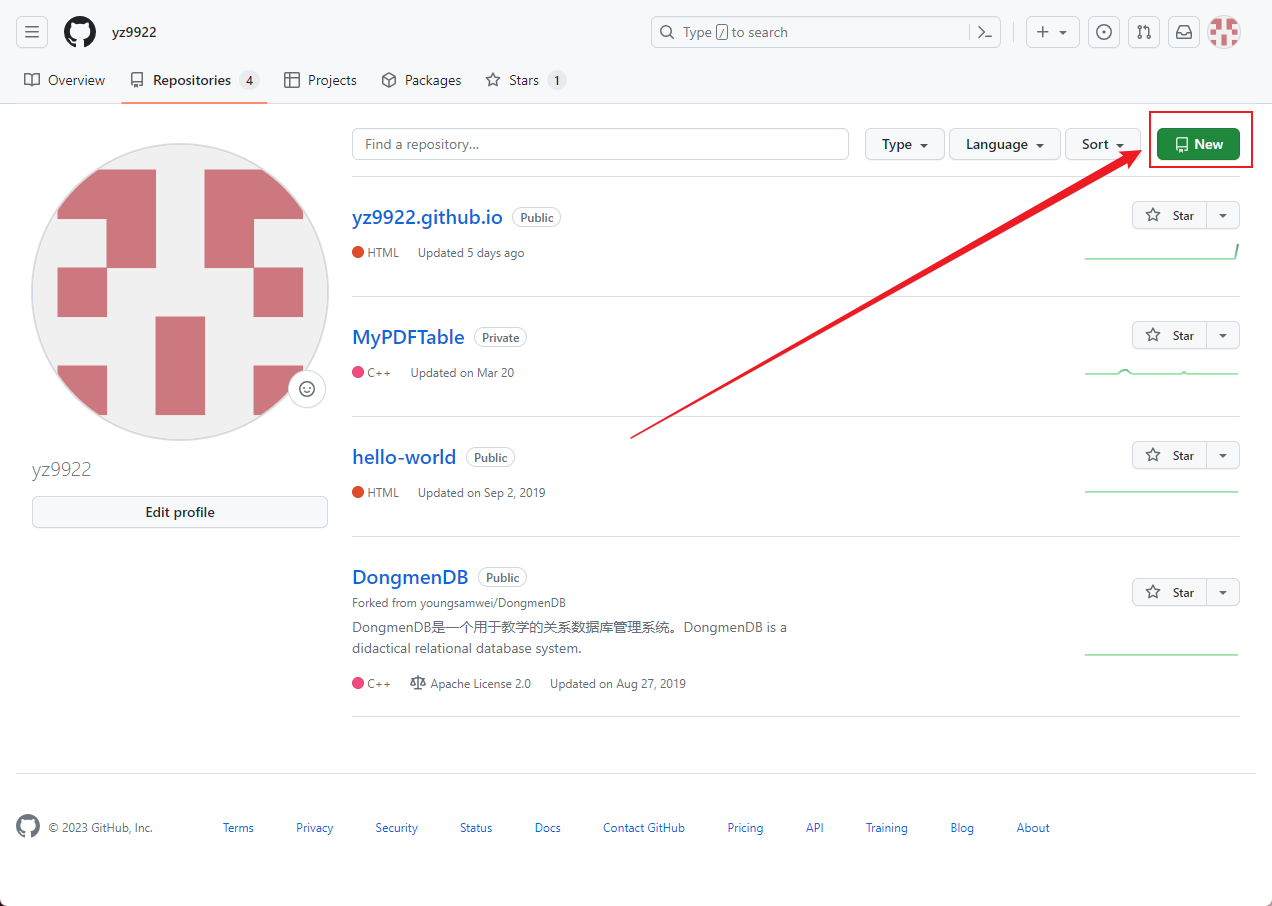 yz9922
Type / to search
Overview
Repositories 4
Projects
Packages
Stars 1
Find a repository...
Type
Language
Sort
New
yz9922.github.io Public
Star
HTML Updated 5 days ago
MyPDFTable Private
Star
C++ Updated on Mar 20
hello-world Public
Star
HTML Updated on Sep 2, 2019
yz9922
Edit profile
DongmenDB Public
Star
Forked from youngsamwei/DongmenDB
DongmenDB是一个用于教学的关系数据库管理系统。DongmenDB is a
didactical relational database system.
C++ Apache License 2.0 Updated on Aug 27, 2019
© 2023 GitHub, Inc.
Terms
Privacy
Security
Status
Docs
Contact GitHub
Pricing
API
Training
Blog
About